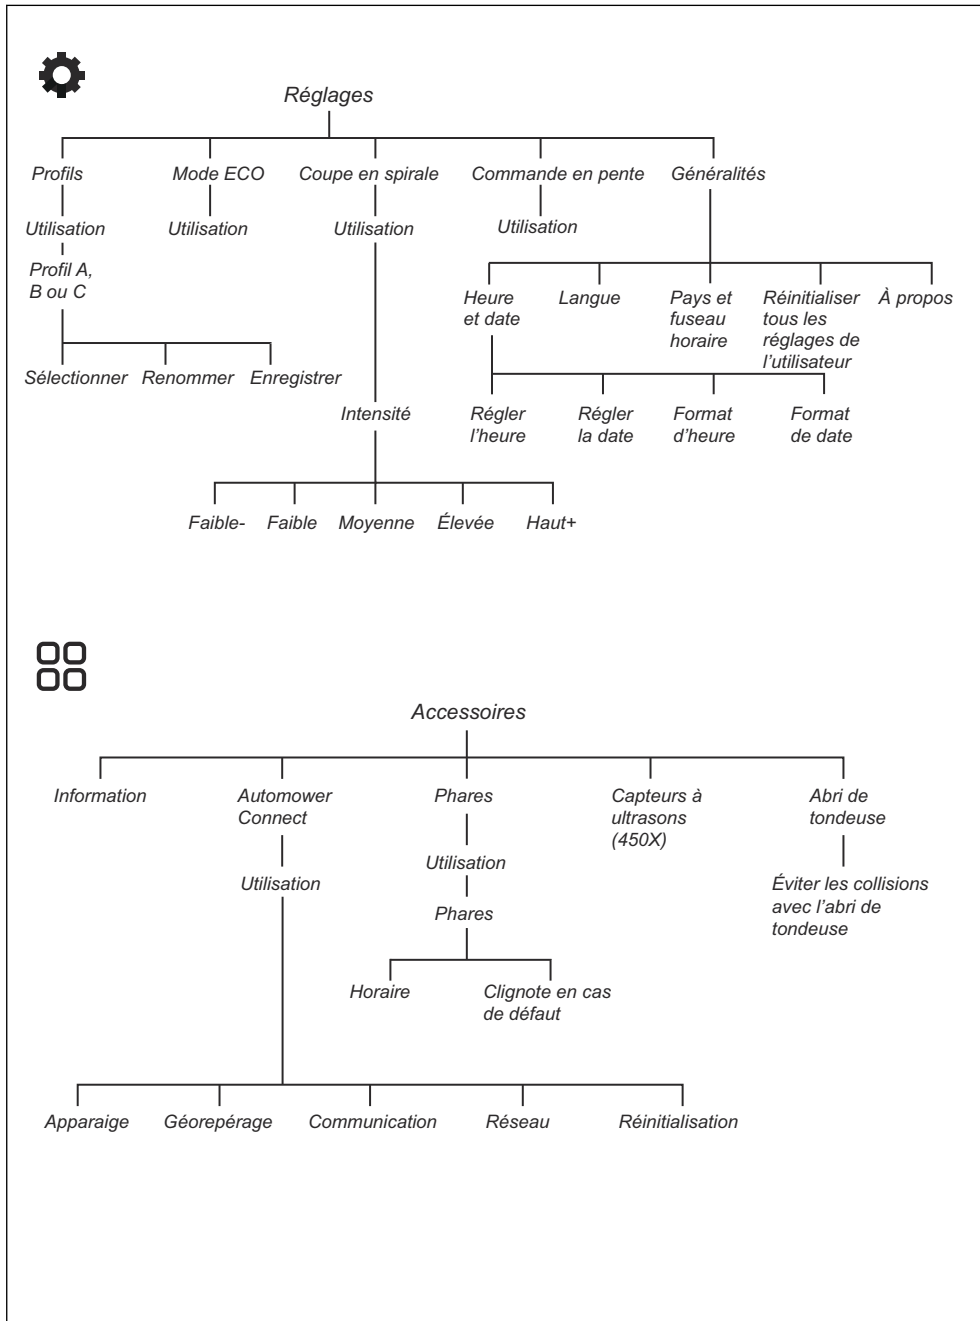 Réglages
Profils
Mode ECO
Coupe en spirale
Commande en pente
Généralités
Utilisation
Utilisation
Utilisation
Utilisation
Profil A,
B ou C
Heure
et date
Langue
Pays et
fuseau
horaire
Réinitialiser
tous les
réglages de
l'utilisateur
À propos
Sélectionner
Renommer
Enregistrer
Intensité
Régler
l'heure
Régler
la date
Format
d'heure
Format
de date
Faible-
Faible
Moyenne
Élevée
Haut+
Accessoires
Information
Automower
Connect
Phares
Capteurs à
ultrasons
(450X)
Abri de
tondeuse
Utilisation
Utilisation
Éviter les collisions
avec l'abri de
tondeuse
Phares
Horaire
Clignote en cas
de défaut
Apparaige
Géorepérage
Communication
Réseau
Réinitialisation